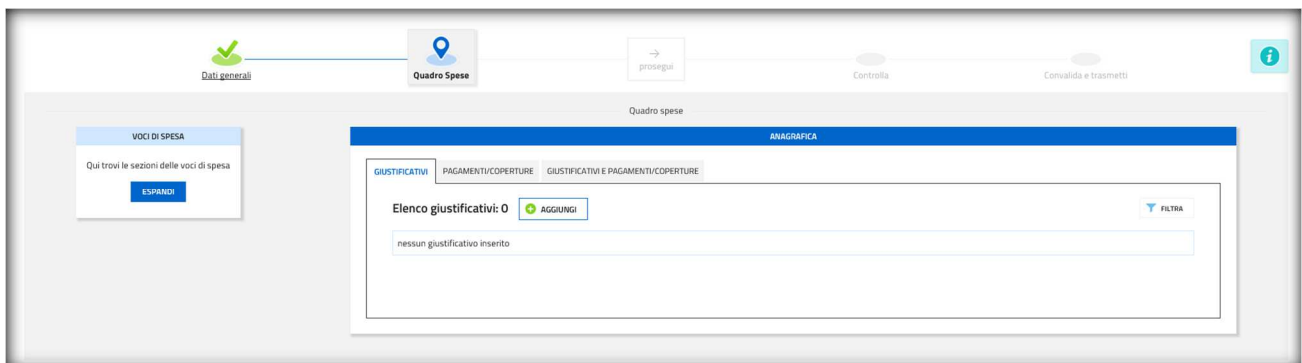 Dati generali
Quadro Spese
prosegui
Controlla
Convalida e trasmetti
Quadro spese
VOCI DI SPESA
Qui trovi le sezioni delle voci di spesa
ESPANDI
ANAGRAFICA
GIUSTIFICATIVI
PAGAMENTI/COPERTURE
GIUSTIFICATIVI E PAGAMENTI/COPERTURE
Elenco giustificativi: 0
AGGIUNGI
FILTRA
nessun giustificativo inserito